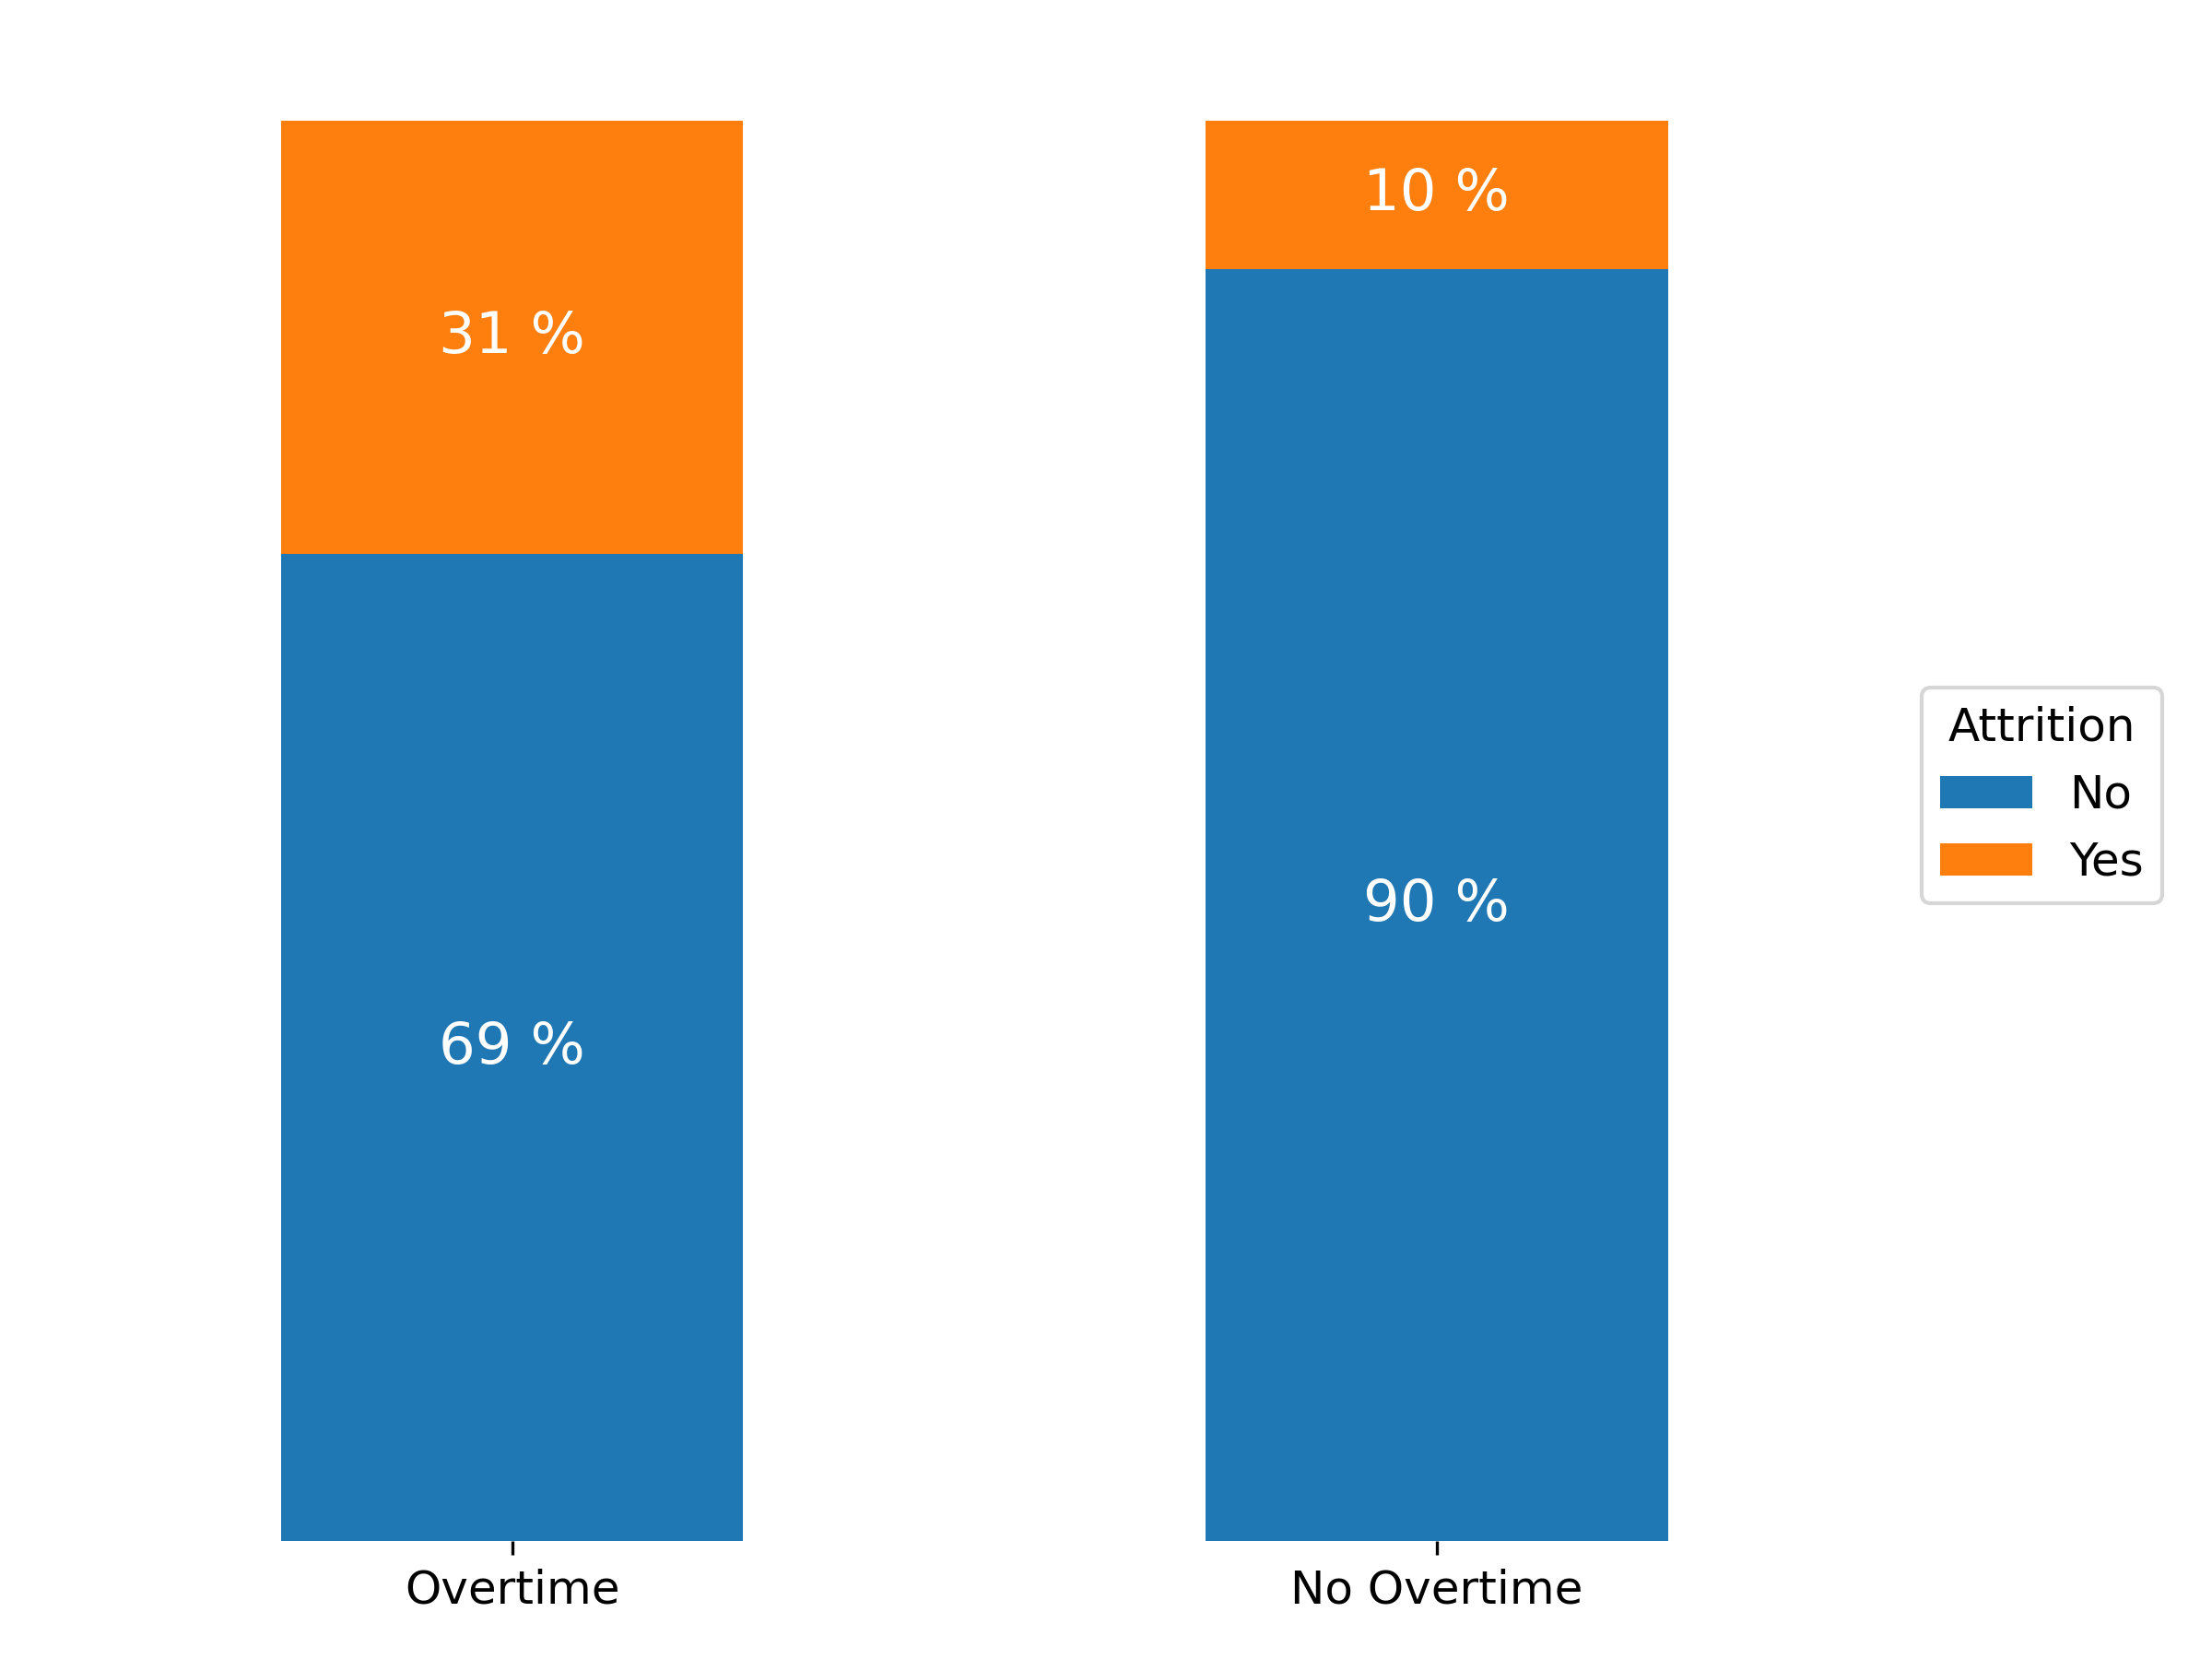 10 %
31 %
Attrition
No
Yes
90 %
69 %
Overtime
No Overtime